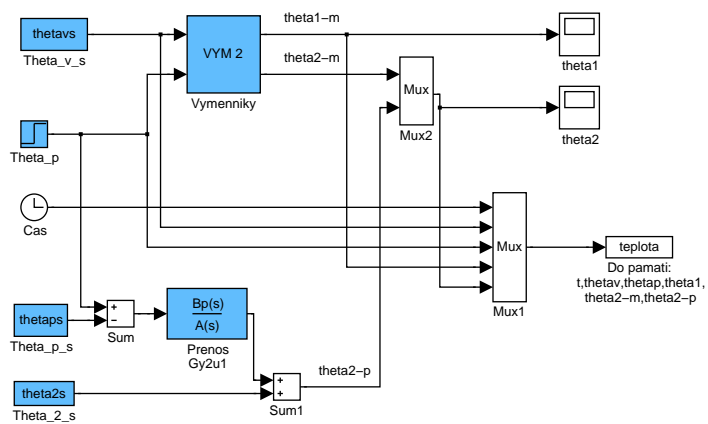 thetavs
Theta_v_s
VYM 2
Vymenniky
theta1−m
theta2−m
theta1
Mux
Mux2
theta2
Theta_p
Cas
Mux
Mux1
teplota
Do pamati:
t,thetav,thetap,theta1,
theta2−m,theta2−p
thetaps
Theta_p_s
+
−
Sum
Bp(s)
A(s)
Prenos
Gy2u1
theta2s
Theta_2_s
+
+
Sum1
theta2−p